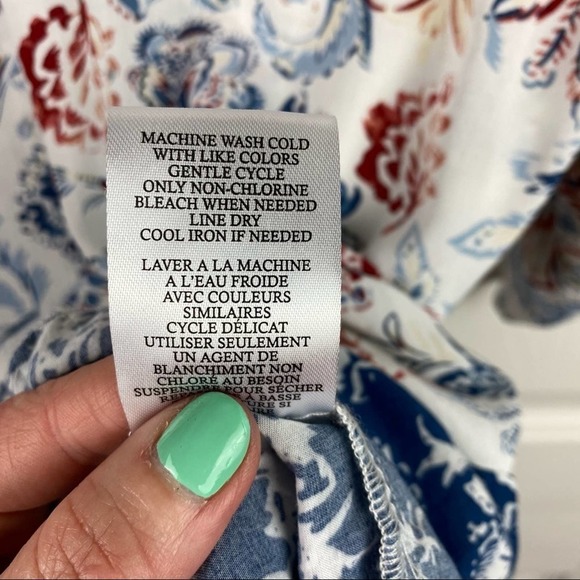 MACHINE WASH COLD
WITH LIKE COLORS
GENTLE CYCLE
ONLY NON-CHLORINE
BLEACH WHEN NEEDED
LINE DRY
COOL IRON IF NEEDED
LAVER A LA MACHINE
A L'EAU FROIDE
AVEC COULEURS
SIMILAIRES
CYCLE DÉLICAT
UTILISER SEULEMENT
UN AGENT DE
BLANCHIMENT NON
CHLORÉ AU BESOIN
SUSPENDRE POUR SÉCHER
A BASSE
SI